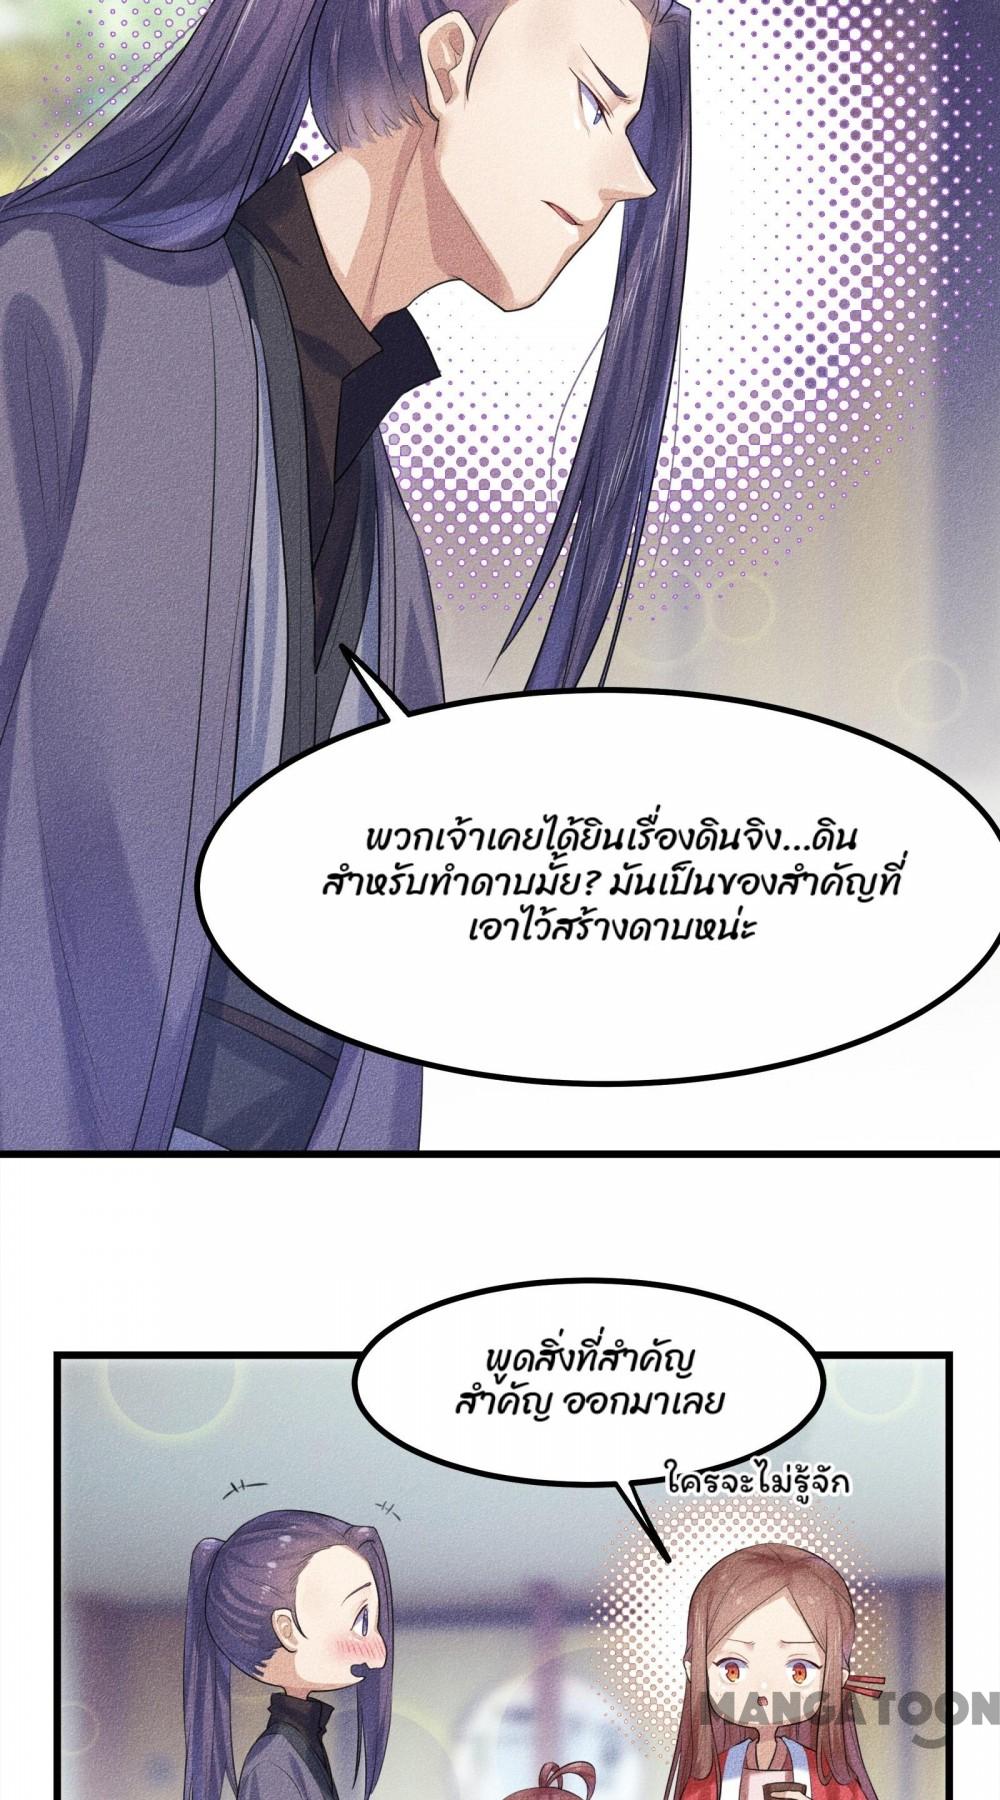 พวกเจ้าเคยได้ยินเรื่องดินจิง...ดิน
สำหรับทำดาบมั้ย? มันเป็นของสำคัญที่
เอาไว้สร้างดาบหน่ะ
พูดสิ่งที่สำคัญ
สำคัญ ออกมาเลย
ใครจะไม่รู้จัก
MANGATOON